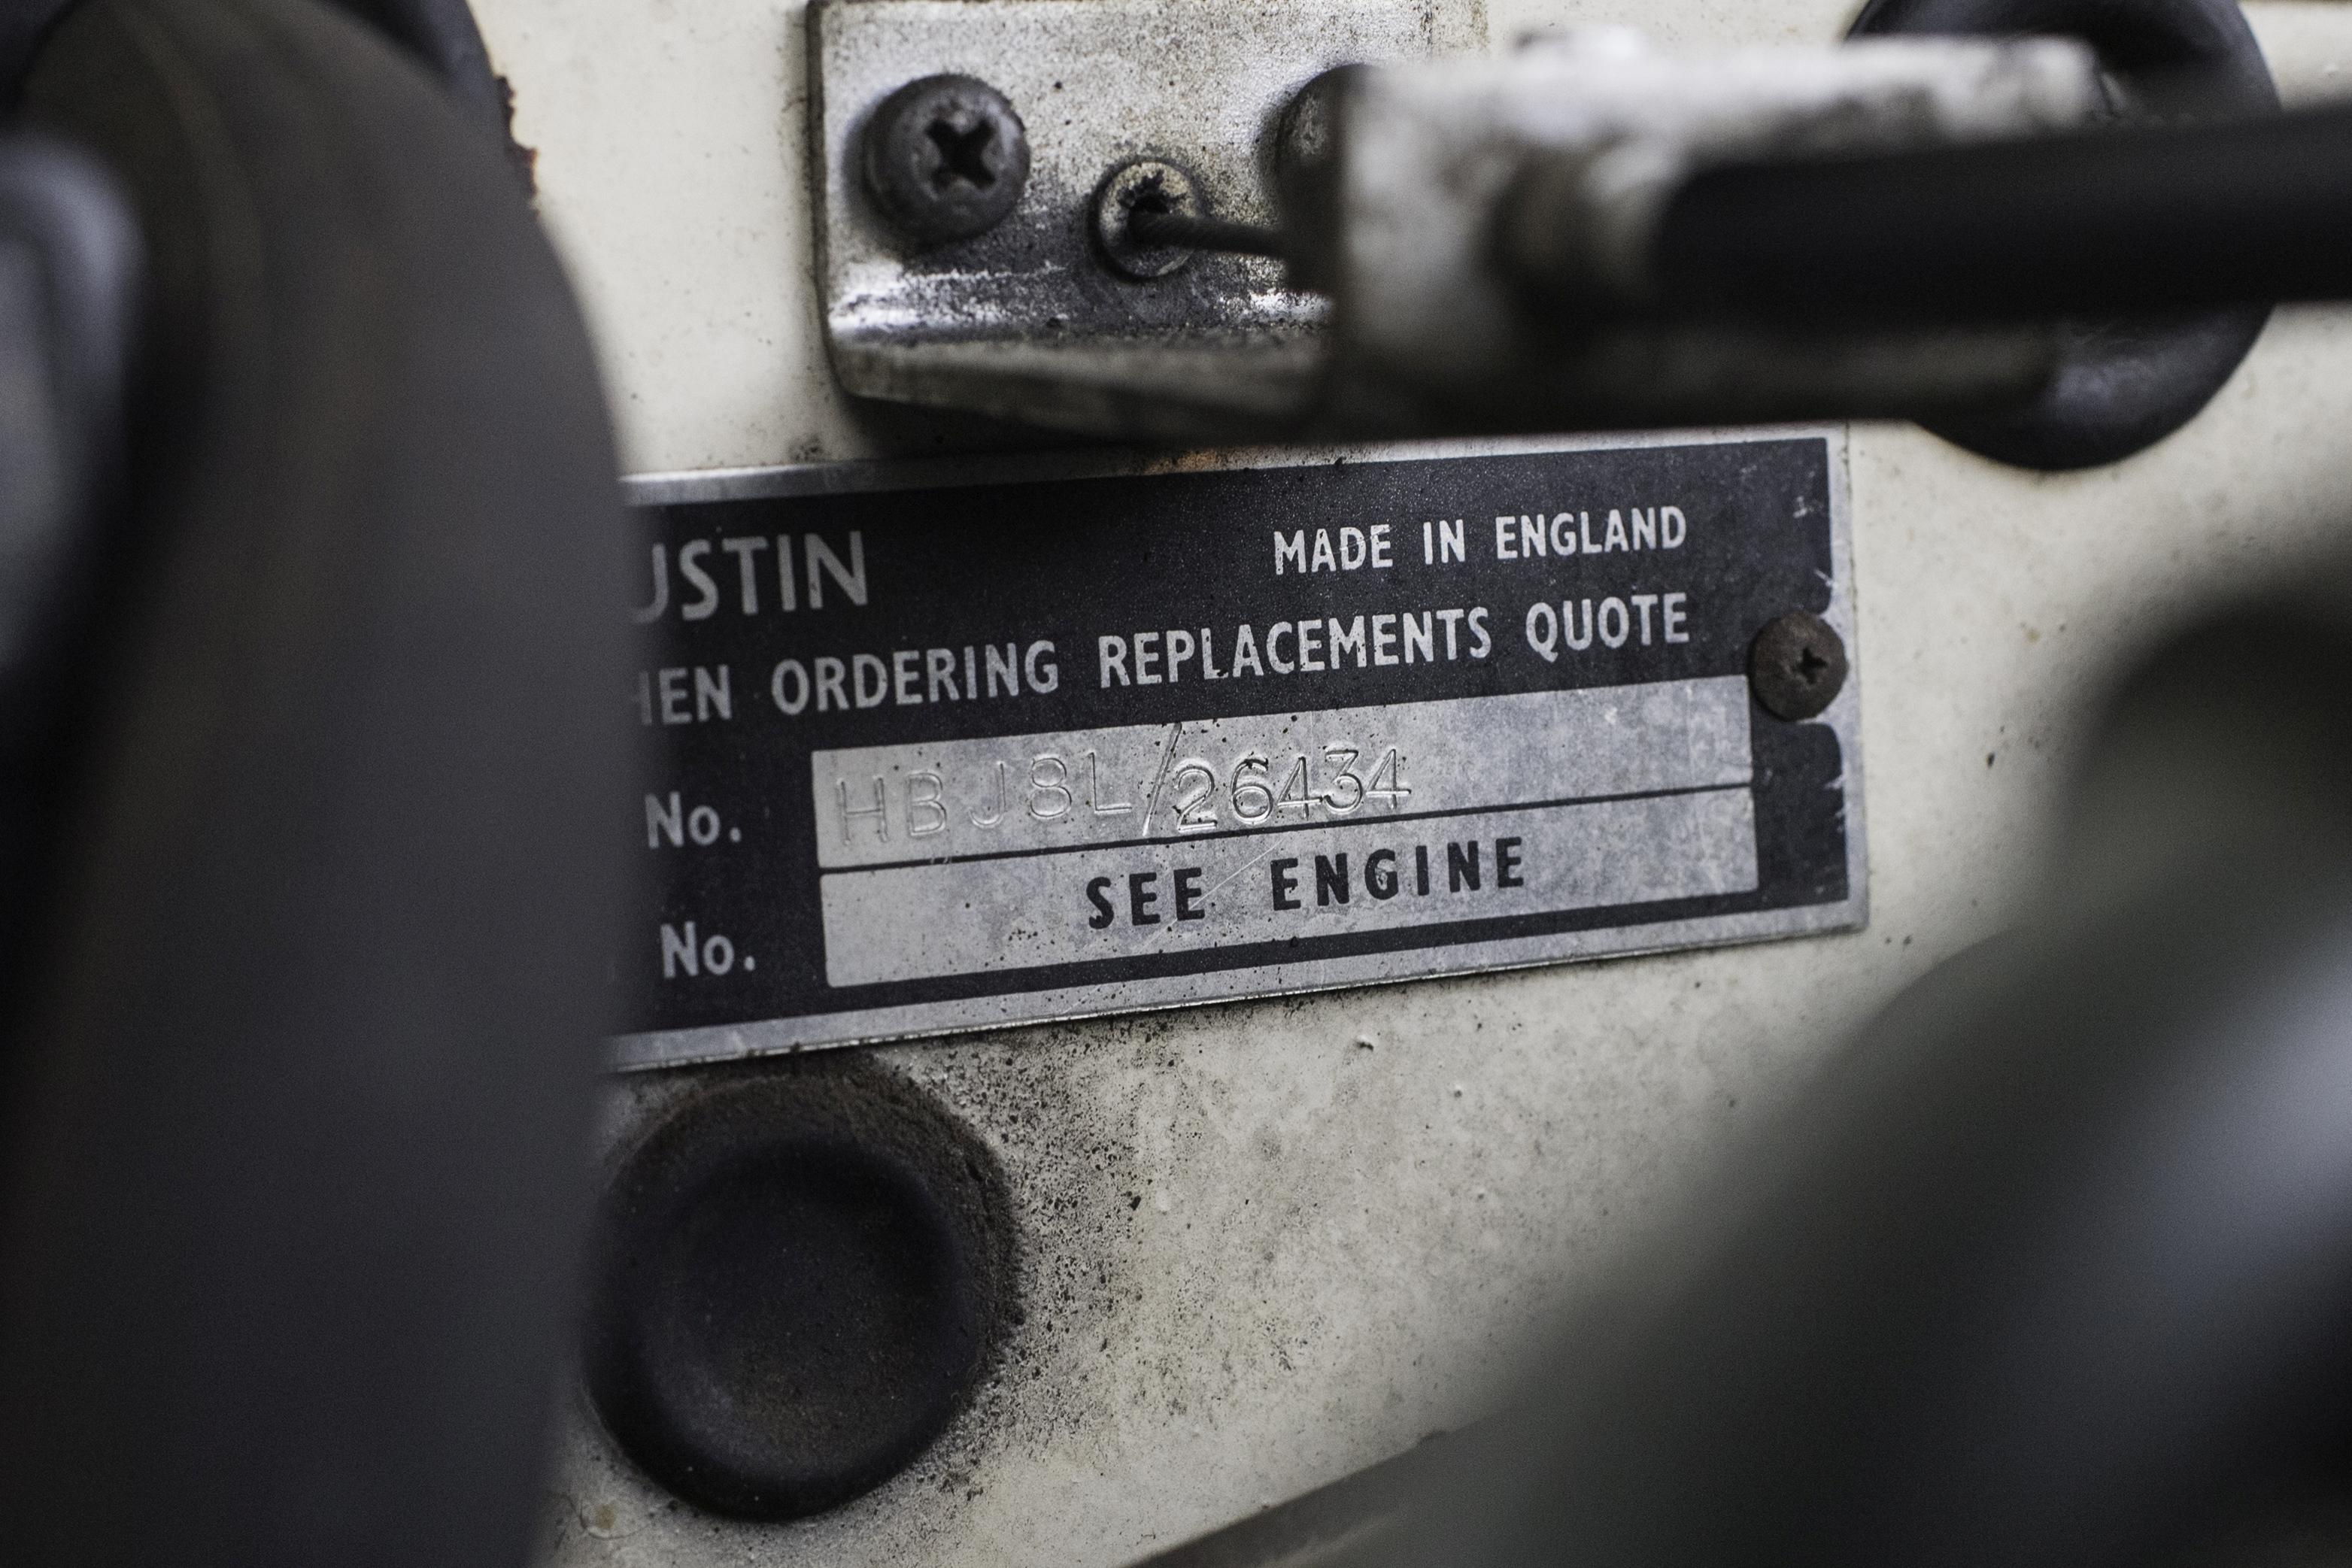 USTIN MADE IN ENGLAND
HEN ORDERING REPLACEMENTS QUOTE
No. HBJ8L/26434
No. SEE ENGINE